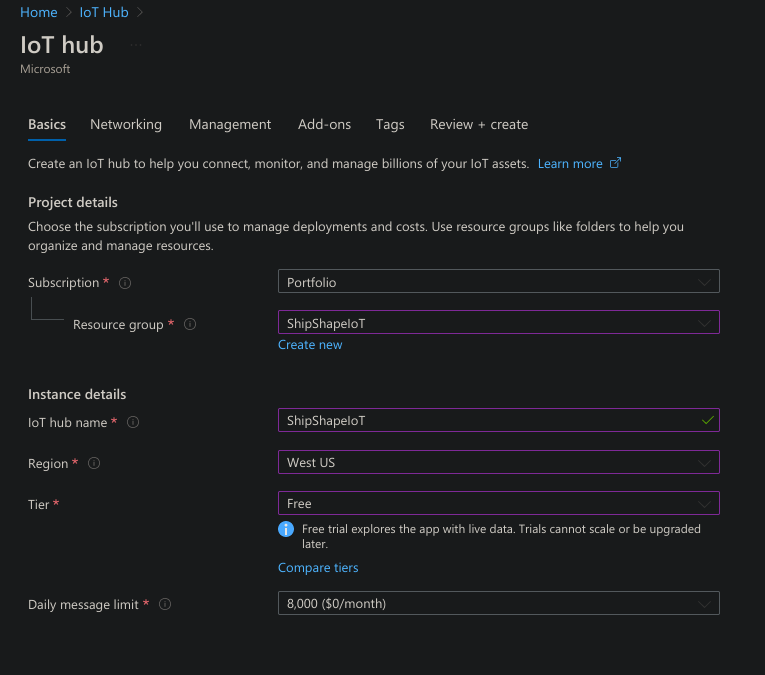 Home > IoT Hub >
IoT hub ...
Microsoft
Basics Networking Management Add-ons Tags Review + create
Create an IoT hub to help you connect, monitor, and manage billions of your IoT assets. Learn more
Project details
Choose the subscription you'll use to manage deployments and costs. Use resource groups like folders to help you
organize and manage resources.
Subscription * Portfolio
Resource group * ShipShapeIoT
Create new
Instance details
IoT hub name * ShipShapeIoT
Region * West US
Tier * Free
Free trial explores the app with live data. Trials cannot scale or be upgraded
later.
Compare tiers
Daily message limit * 8,000 ($0/month)